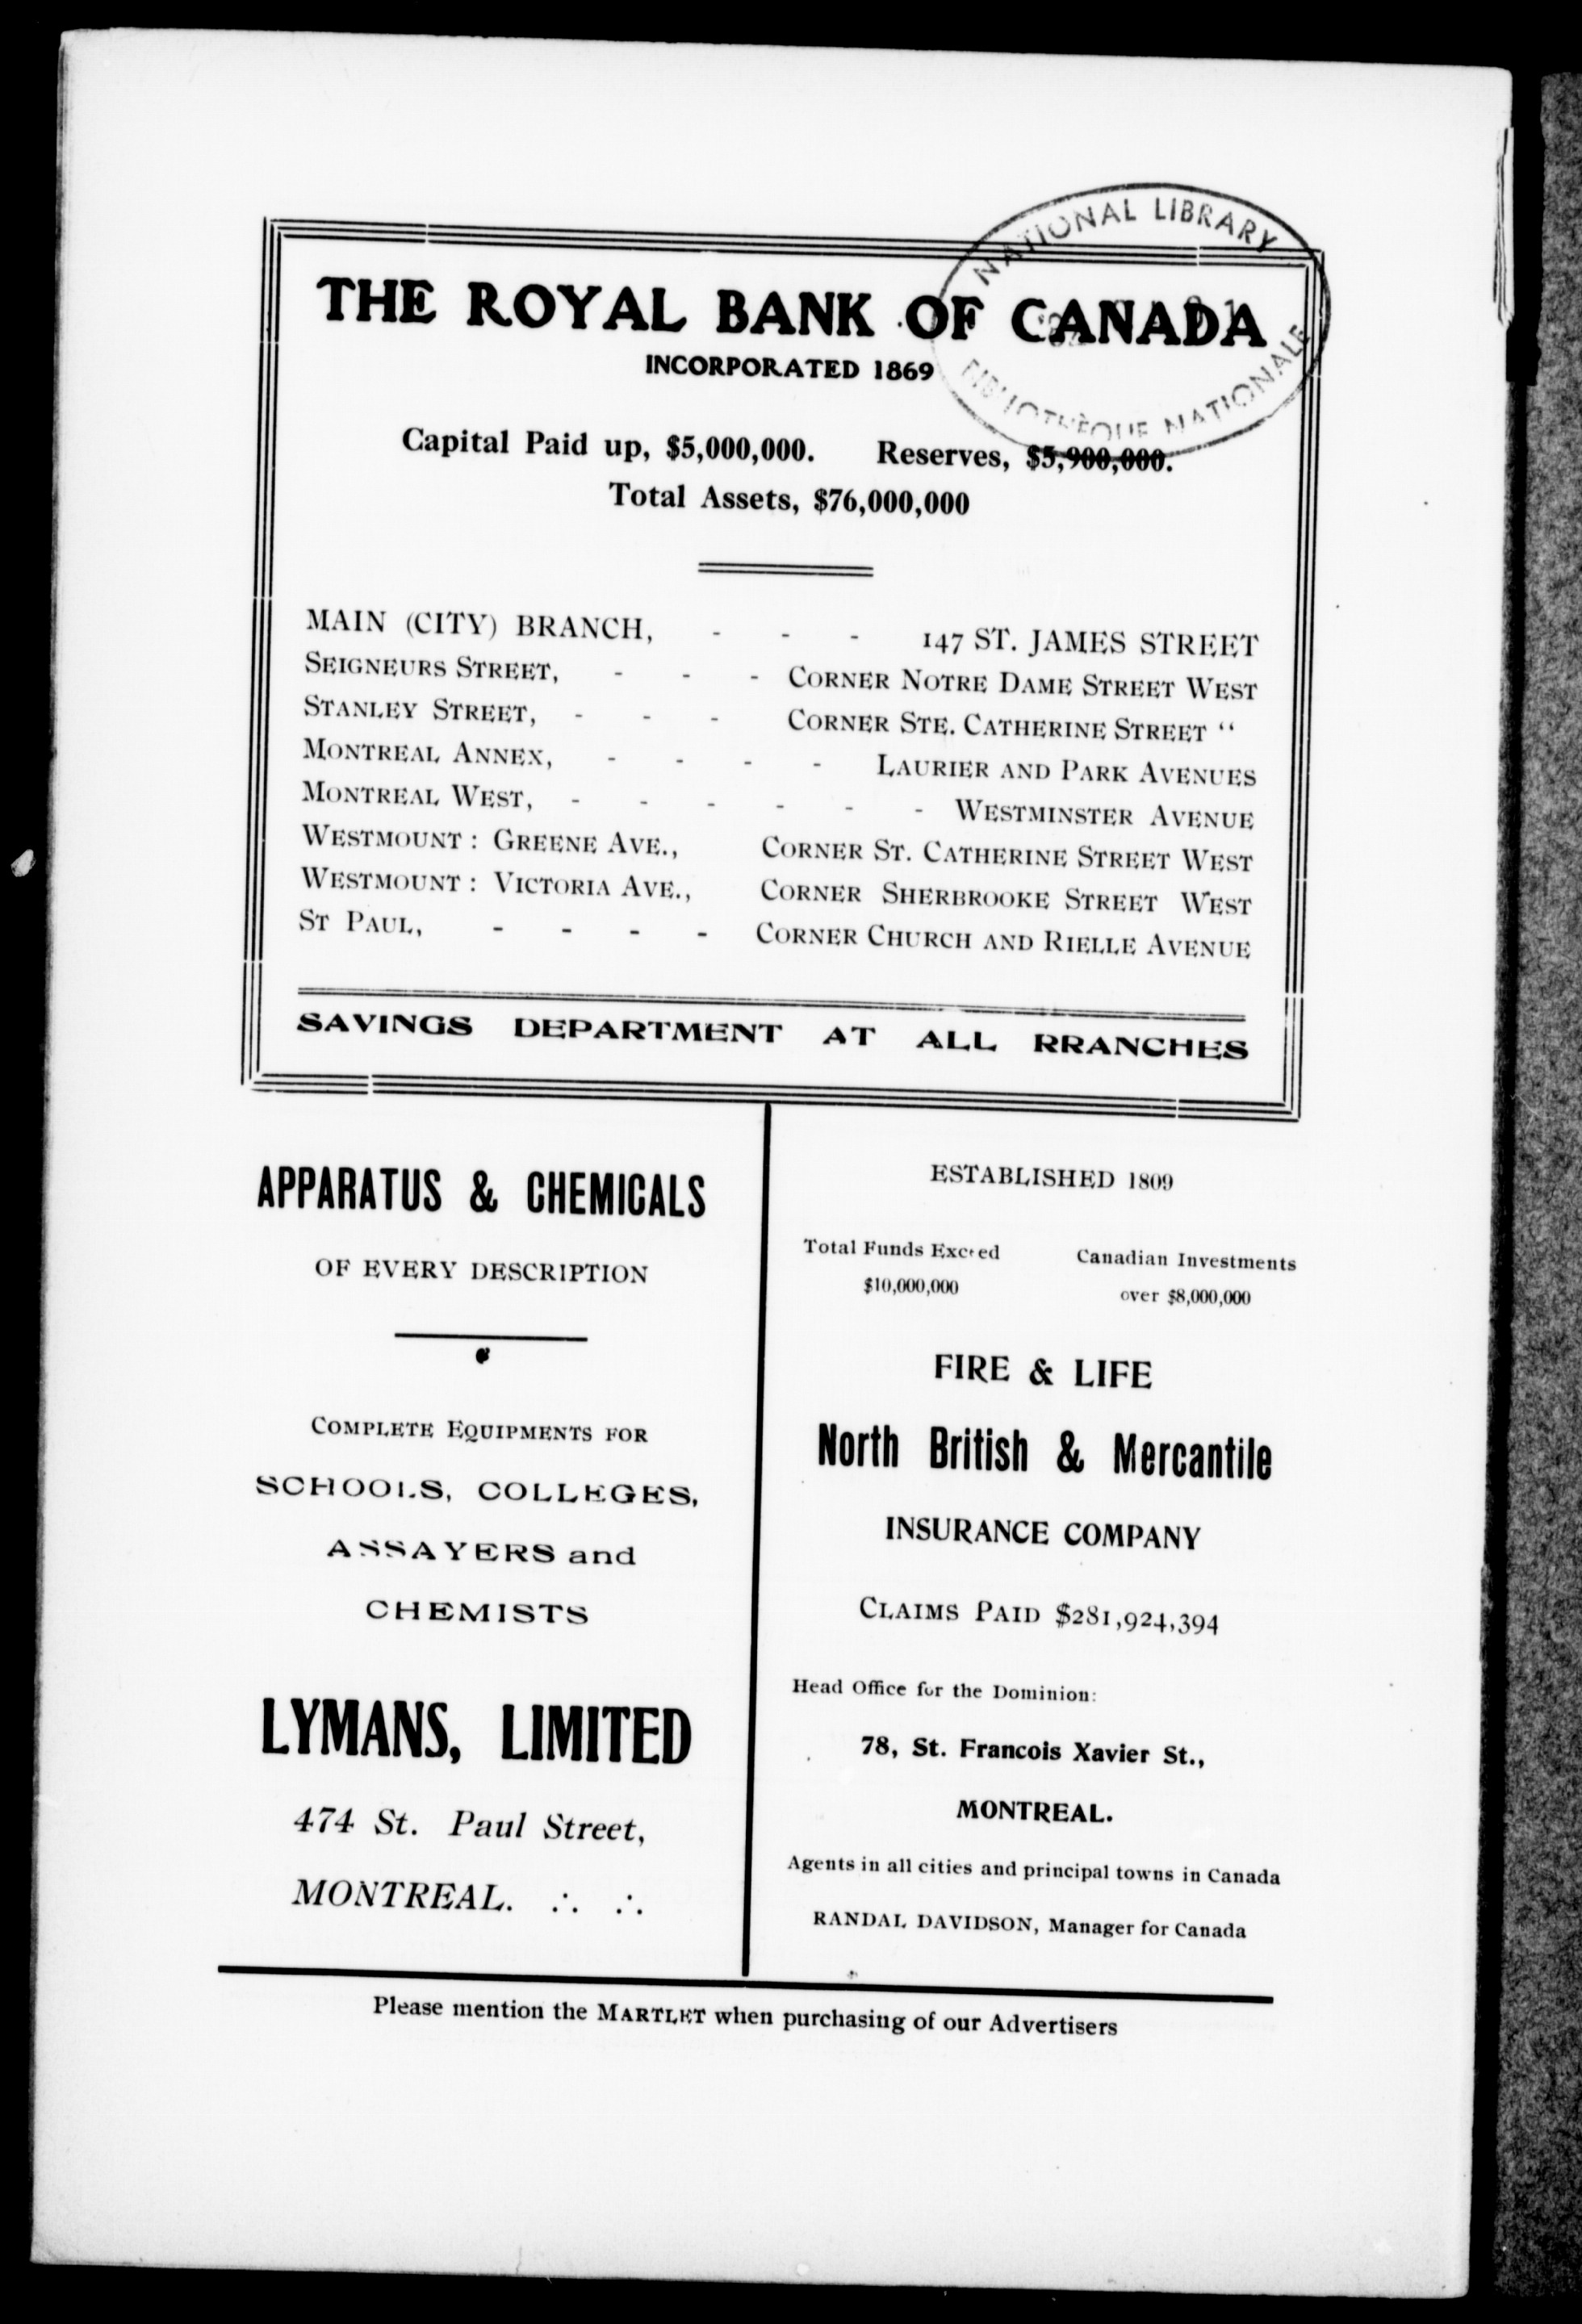 NATIONAL LIBRARY
BIBLIOTHÈQUE NATIONALE
THE ROYAL BANK OF CANADA
INCORPORATED 1869
Capital Paid up, $5,000,000. Reserves, $5,900,000.
Total Assets, $76,000,000
MAIN (CITY) BRANCH, - - - 147 ST. JAMES STREET
SEIGNEURS STREET, - - - CORNER NOTRE DAME STREET WEST
STANLEY STREET, - - - CORNER STE. CATHERINE STREET “
MONTREAL ANNEX, - - - - LAURIER AND PARK AVENUES
MONTREAL WEST, - - - - - - WESTMINSTER AVENUE
WESTMOUNT : GREENE AVE., CORNER ST. CATHERINE STREET WEST
WESTMOUNT : VICTORIA AVE., CORNER SHERBROOKE STREET WEST
ST PAUL, - - - - CORNER CHURCH AND RIELLE AVENUE
SAVINGS DEPARTMENT AT ALL RRANCHES
APPARATUS & CHEMICALS
OF EVERY DESCRIPTION
COMPLETE EQUIPMENTS FOR
SCHOOLS, COLLEGES,
ASSAYERS and
CHEMISTS
LYMANS, LIMITED
474 St. Paul Street,
MONTREAL. ∴ ∴
ESTABLISHED 1809
Total Funds Exceed Canadian Investments
$10,000,000 over $8,000,000
FIRE & LIFE
North British & Mercantile
INSURANCE COMPANY
CLAIMS PAID $281,924,394
Head Office for the Dominion:
78, St. Francois Xavier St.,
MONTREAL.
Agents in all cities and principal towns in Canada
RANDAL DAVIDSON, Manager for Canada
Please mention the MARTLET when purchasing of our Advertisers